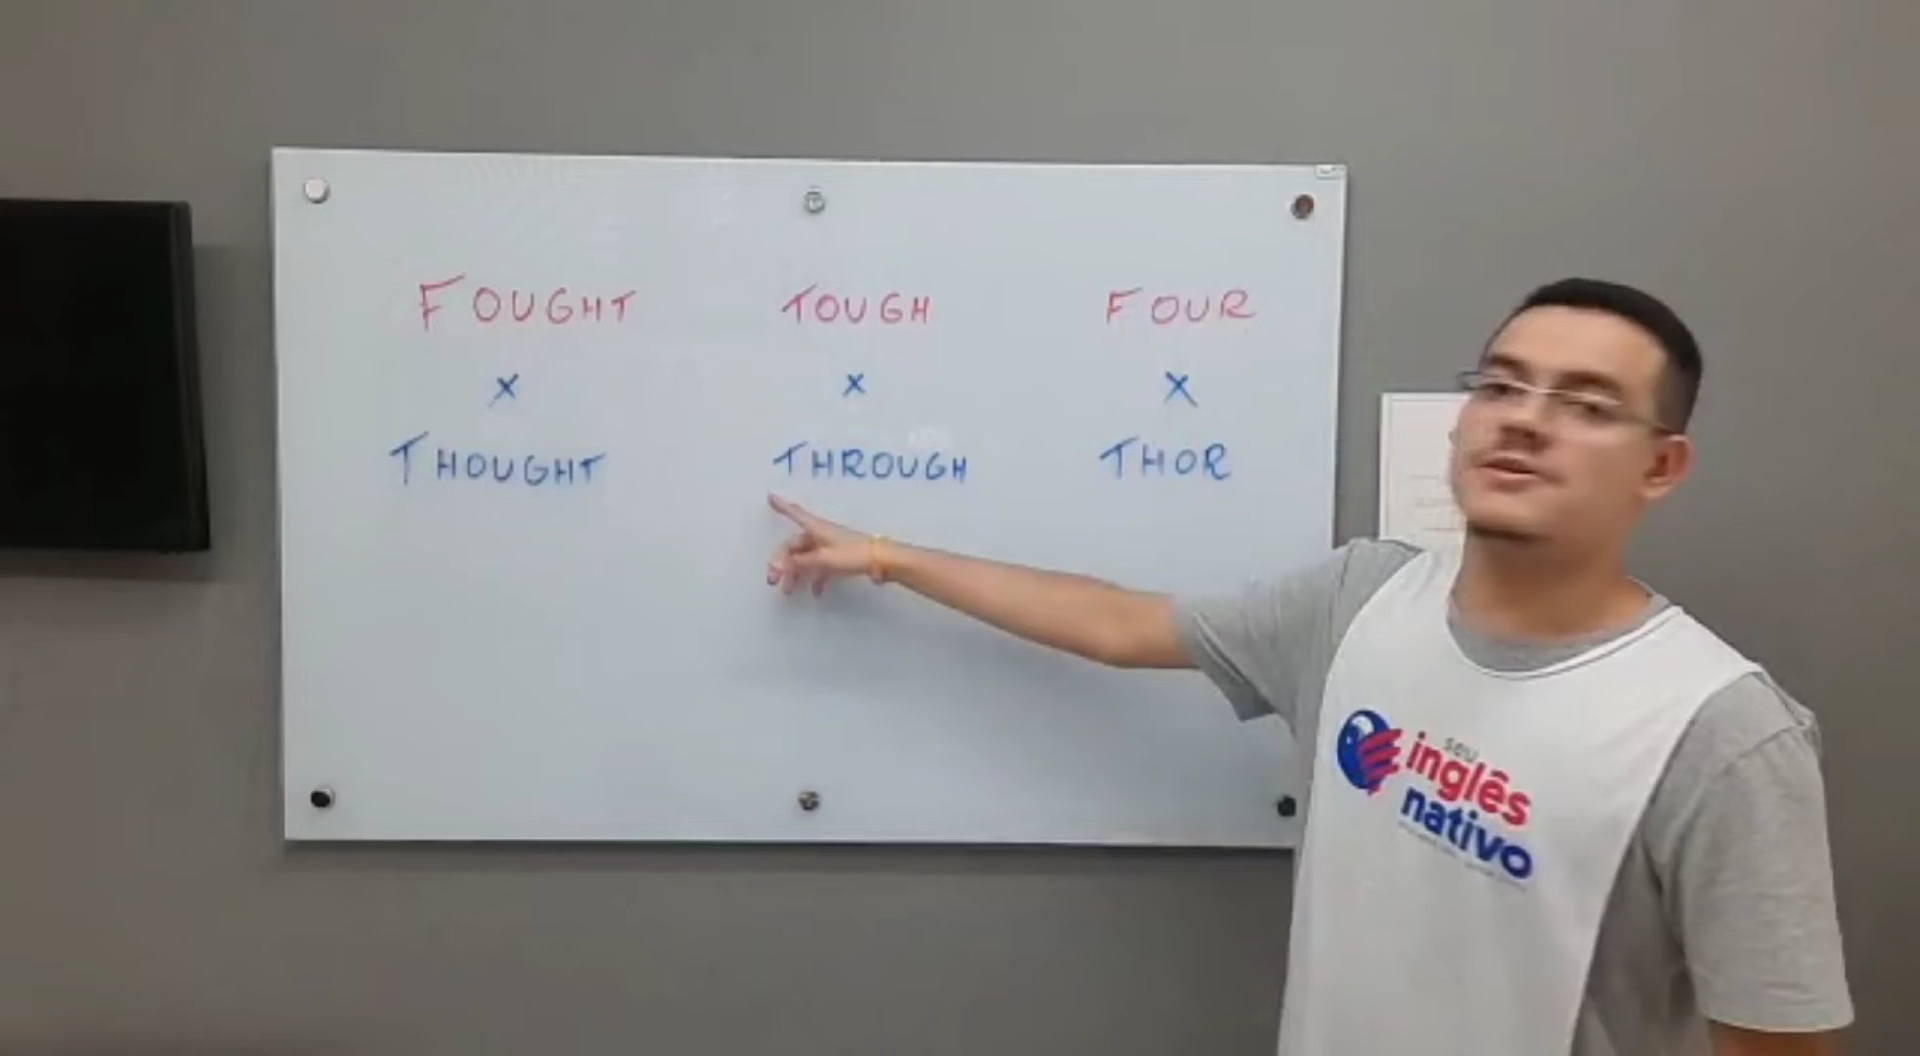 FOUGHT TOUGH FOUR
x x x
THOUGHT THROUGH THOR
seu
inglês
nativo